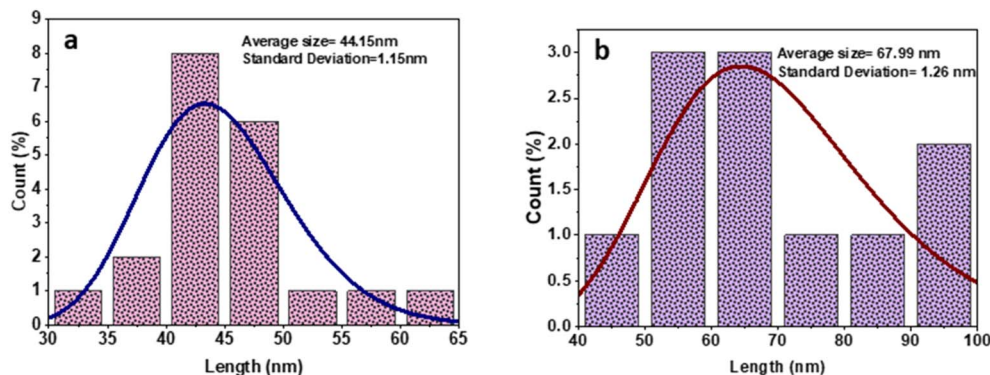 a
Average size= 44.15nm
Standard Deviation=1.15nm
Count (%)
9
8
7
6
5
4
3
2
1
0
30 35 40 45 50 55 60 65
Length (nm)
b
Average size= 67.99 nm
Standard Deviation= 1.26 nm
Count (%)
3.0
2.5
2.0
1.5
1.0
0.5
0.0
40 50 60 70 80 90 100
Length (nm)